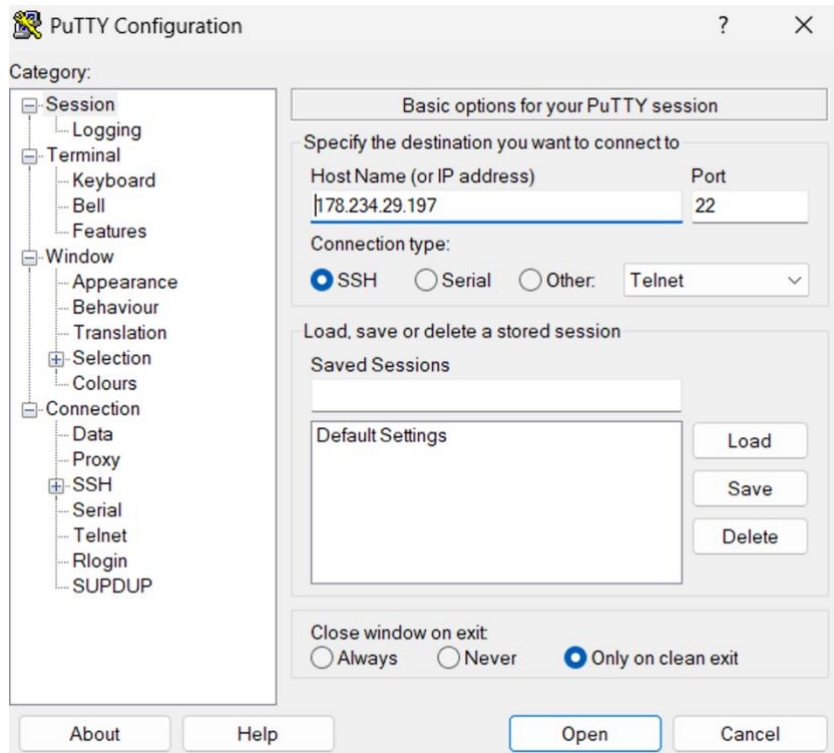 PuTTY Configuration
?
Category:
Session
Logging
Terminal
Keyboard
Bell
Features
Window
Appearance
Behaviour
Translation
Selection
Colours
Connection
Data
Proxy
SSH
Serial
Telnet
Rlogin
SUPDUP
Basic options for your PuTTY session
Specify the destination you want to connect to
Host Name (or IP address) Port
178.234.29.197 22
Connection type:
SSH Serial Other: Telnet
Load, save or delete a stored session
Saved Sessions
Default Settings
Load
Save
Delete
Close window on exit:
Always Never Only on clean exit
About Help Open Cancel